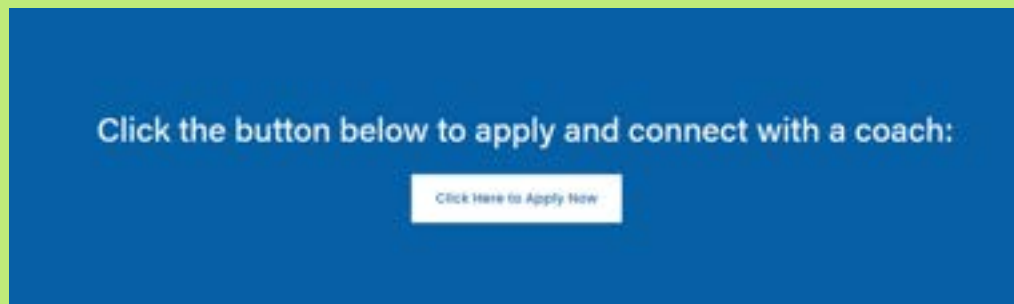 Click the button below to apply and connect with a coach:
Click Here to Apply Now